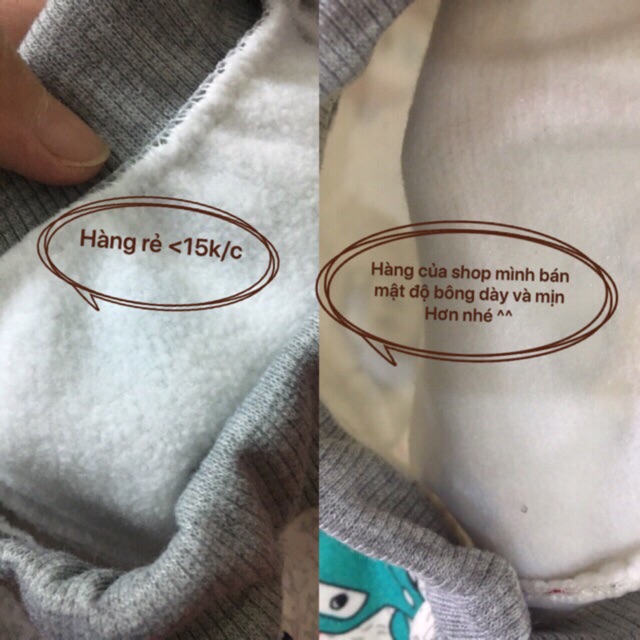 Hàng rẻ <15k/c
Hàng của shop mình bán
mật độ bông dày và mịn
Hơn nhé ^^